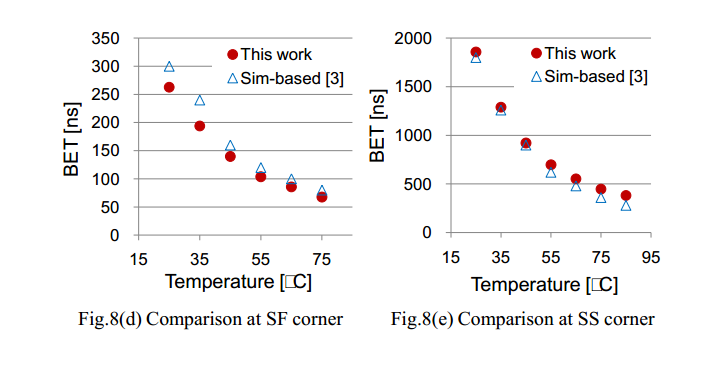 350
300
250
200
150
100
50
0
BET [ns]
This work
Sim-based [3]
15 35 55 75
Temperature [□C]
Fig.8(d) Comparison at SF corner
2000
1500
1000
500
0
BET [ns]
This work
Sim-based [3]
15 35 55 75 95
Temperature [□C]
Fig.8(e) Comparison at SS corner